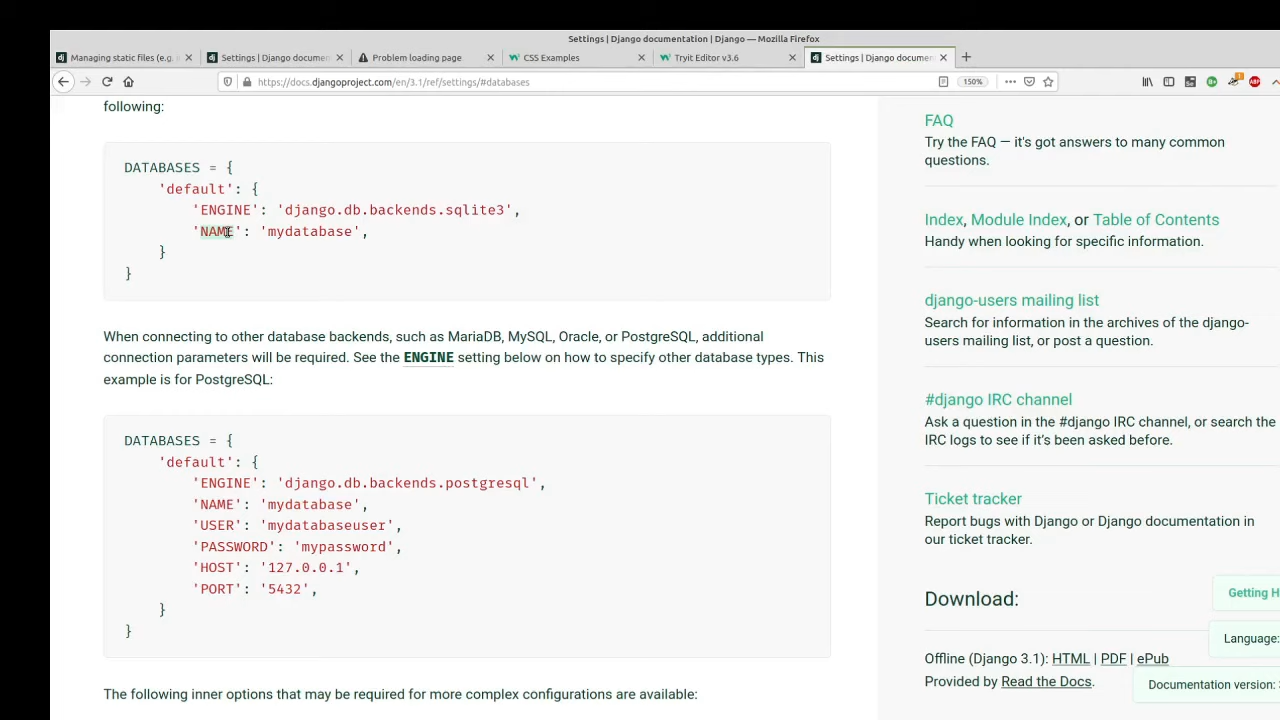 Settings | Django documentation | Django — Mozilla Firefox
Managing static files (e.g. Settings | Django documen Problem loading page CSS Examples Tryit Editor v3.6 Settings | Django documen
https://docs.djangoproject.com/en/3.1/ref/settings/#databases 150%
following:
DATABASES = {
'default': {
'ENGINE': 'django.db.backends.sqlite3',
'NAME': 'mydatabase',
}
}
When connecting to other database backends, such as MariaDB, MySQL, Oracle, or PostgreSQL, additional
connection parameters will be required. See the ENGINE setting below on how to specify other database types. This
example is for PostgreSQL:
DATABASES = {
'default': {
'ENGINE': 'django.db.backends.postgresql',
'NAME': 'mydatabase',
'USER': 'mydatabaseuser',
'PASSWORD': 'mypassword',
'HOST': '127.0.0.1',
'PORT': '5432',
}
}
The following inner options that may be required for more complex configurations are available:
FAQ
Try the FAQ — it's got answers to many common
questions.
Index, Module Index, or Table of Contents
Handy when looking for specific information.
django-users mailing list
Search for information in the archives of the django-
users mailing list, or post a question.
#django IRC channel
Ask a question in the #django IRC channel, or search the
IRC logs to see if it's been asked before.
Ticket tracker
Report bugs with Django or Django documentation in
our ticket tracker.
Download:
Offline (Django 3.1): HTML | PDF | ePub
Provided by Read the Docs.
Getting H
Language:
Documentation version: